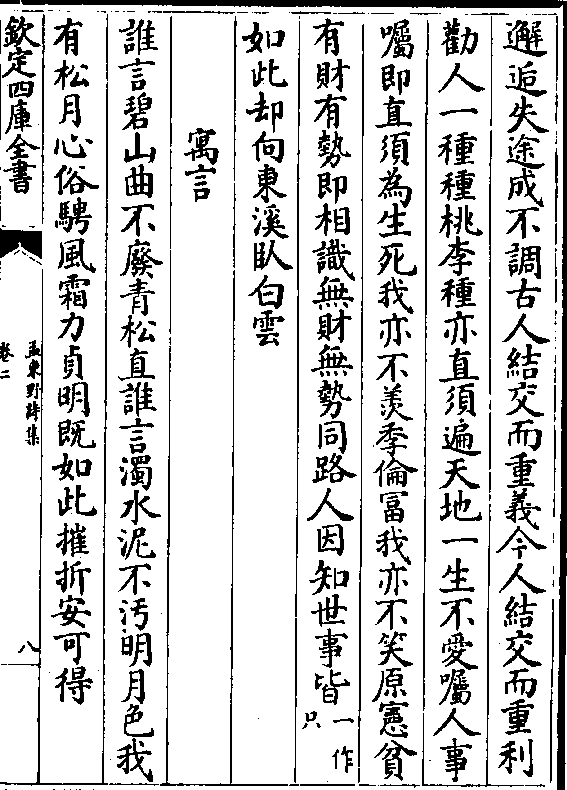 邂逅失途成不調古人結交而重義今人結交而重利
勸人一種種桃李種亦直須遍天地一生不愛囑人事
囑即直須為生死我亦不羡季倫冨我亦不笑原憲貧
有財有勢即相識無財無勢同路人因知世事皆一作只
如此却向東溪臥白雲
寓言
誰言碧山曲不廢青松直誰言濁水泥不汚明月色我
有松月心俗騁風霜力貞明既如此摧折安可得
欽定四庫全書
孟東野詩集
卷二
八